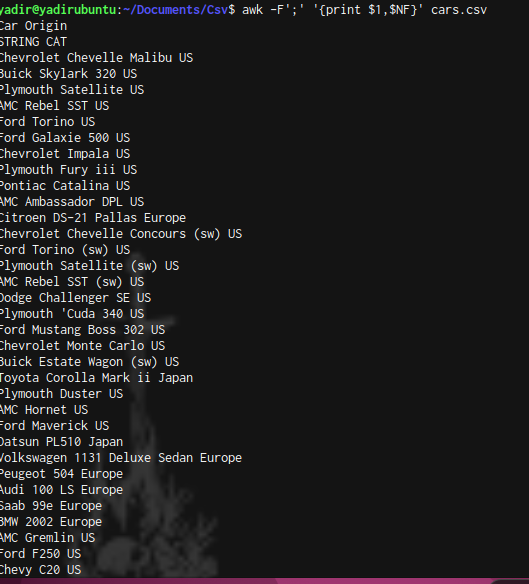 yadir@yadirubuntu:~/Documents/Csv$ awk -F';' '{print $1,$NF}' cars.csv
Car Origin
STRING CAT
Chevrolet Chevelle Malibu US
Buick Skylark 320 US
Plymouth Satellite US
AMC Rebel SST US
Ford Torino US
Ford Galaxie 500 US
Chevrolet Impala US
Plymouth Fury iii US
Pontiac Catalina US
AMC Ambassador DPL US
Citroen DS-21 Pallas Europe
Chevrolet Chevelle Concours (sw) US
Ford Torino (sw) US
Plymouth Satellite (sw) US
AMC Rebel SST (sw) US
Dodge Challenger SE US
Plymouth 'Cuda 340 US
Ford Mustang Boss 302 US
Chevrolet Monte Carlo US
Buick Estate Wagon (sw) US
Toyota Corolla Mark ii Japan
Plymouth Duster US
AMC Hornet US
Ford Maverick US
Datsun PL510 Japan
Volkswagen 1131 Deluxe Sedan Europe
Peugeot 504 Europe
Audi 100 LS Europe
Saab 99e Europe
BMW 2002 Europe
AMC Gremlin US
Ford F250 US
Chevy C20 US